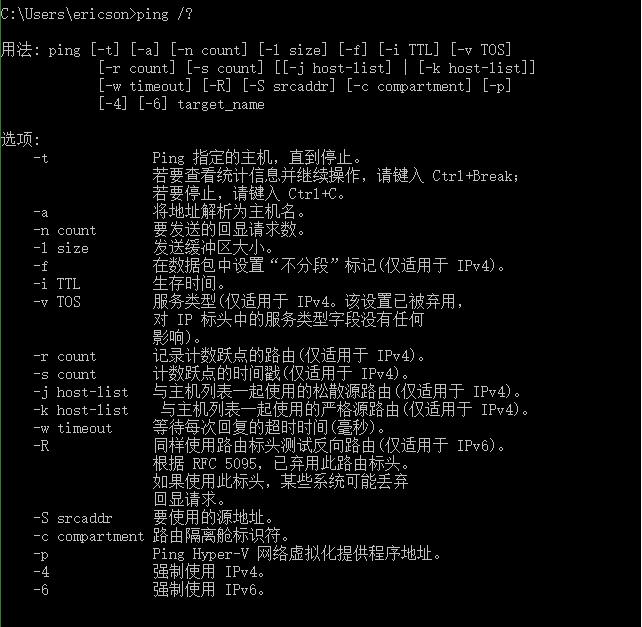 C:\Users\ericson>ping /?
用法: ping [-t] [-a] [-n count] [-l size] [-f] [-i TTL] [-v TOS]
[-r count] [-s count] [[-j host-list] | [-k host-list]]
[-w timeout] [-R] [-S srcaddr] [-c compartment] [-p]
[-4] [-6] target_name
选项:
-t Ping 指定的主机，直到停止。
若要查看统计信息并继续操作，请键入 Ctrl+Break；
若要停止，请键入 Ctrl+C。
-a 将地址解析为主机名。
-n count 要发送的回显请求数。
-l size 发送缓冲区大小。
-f 在数据包中设置“不分段”标记(仅适用于 IPv4)。
-i TTL 生存时间。
-v TOS 服务类型(仅适用于 IPv4。该设置已被弃用，
对 IP 标头中的服务类型字段没有任何
影响)。
-r count 记录计数跃点的路由(仅适用于 IPv4)。
-s count 计数跃点的时间戳(仅适用于 IPv4)。
-j host-list 与主机列表一起使用的松散源路由(仅适用于 IPv4)。
-k host-list 与主机列表一起使用的严格源路由(仅适用于 IPv4)。
-w timeout 等待每次回复的超时时间(毫秒)。
-R 同样使用路由标头测试反向路由(仅适用于 IPv6)。
根据 RFC 5095，已弃用此路由标头。
如果使用此标头，某些系统可能丢弃
回显请求。
-S srcaddr 要使用的源地址。
-c compartment 路由隔离舱标识符。
-p Ping Hyper-V 网络虚拟化提供程序地址。
-4 强制使用 IPv4。
-6 强制使用 IPv6。